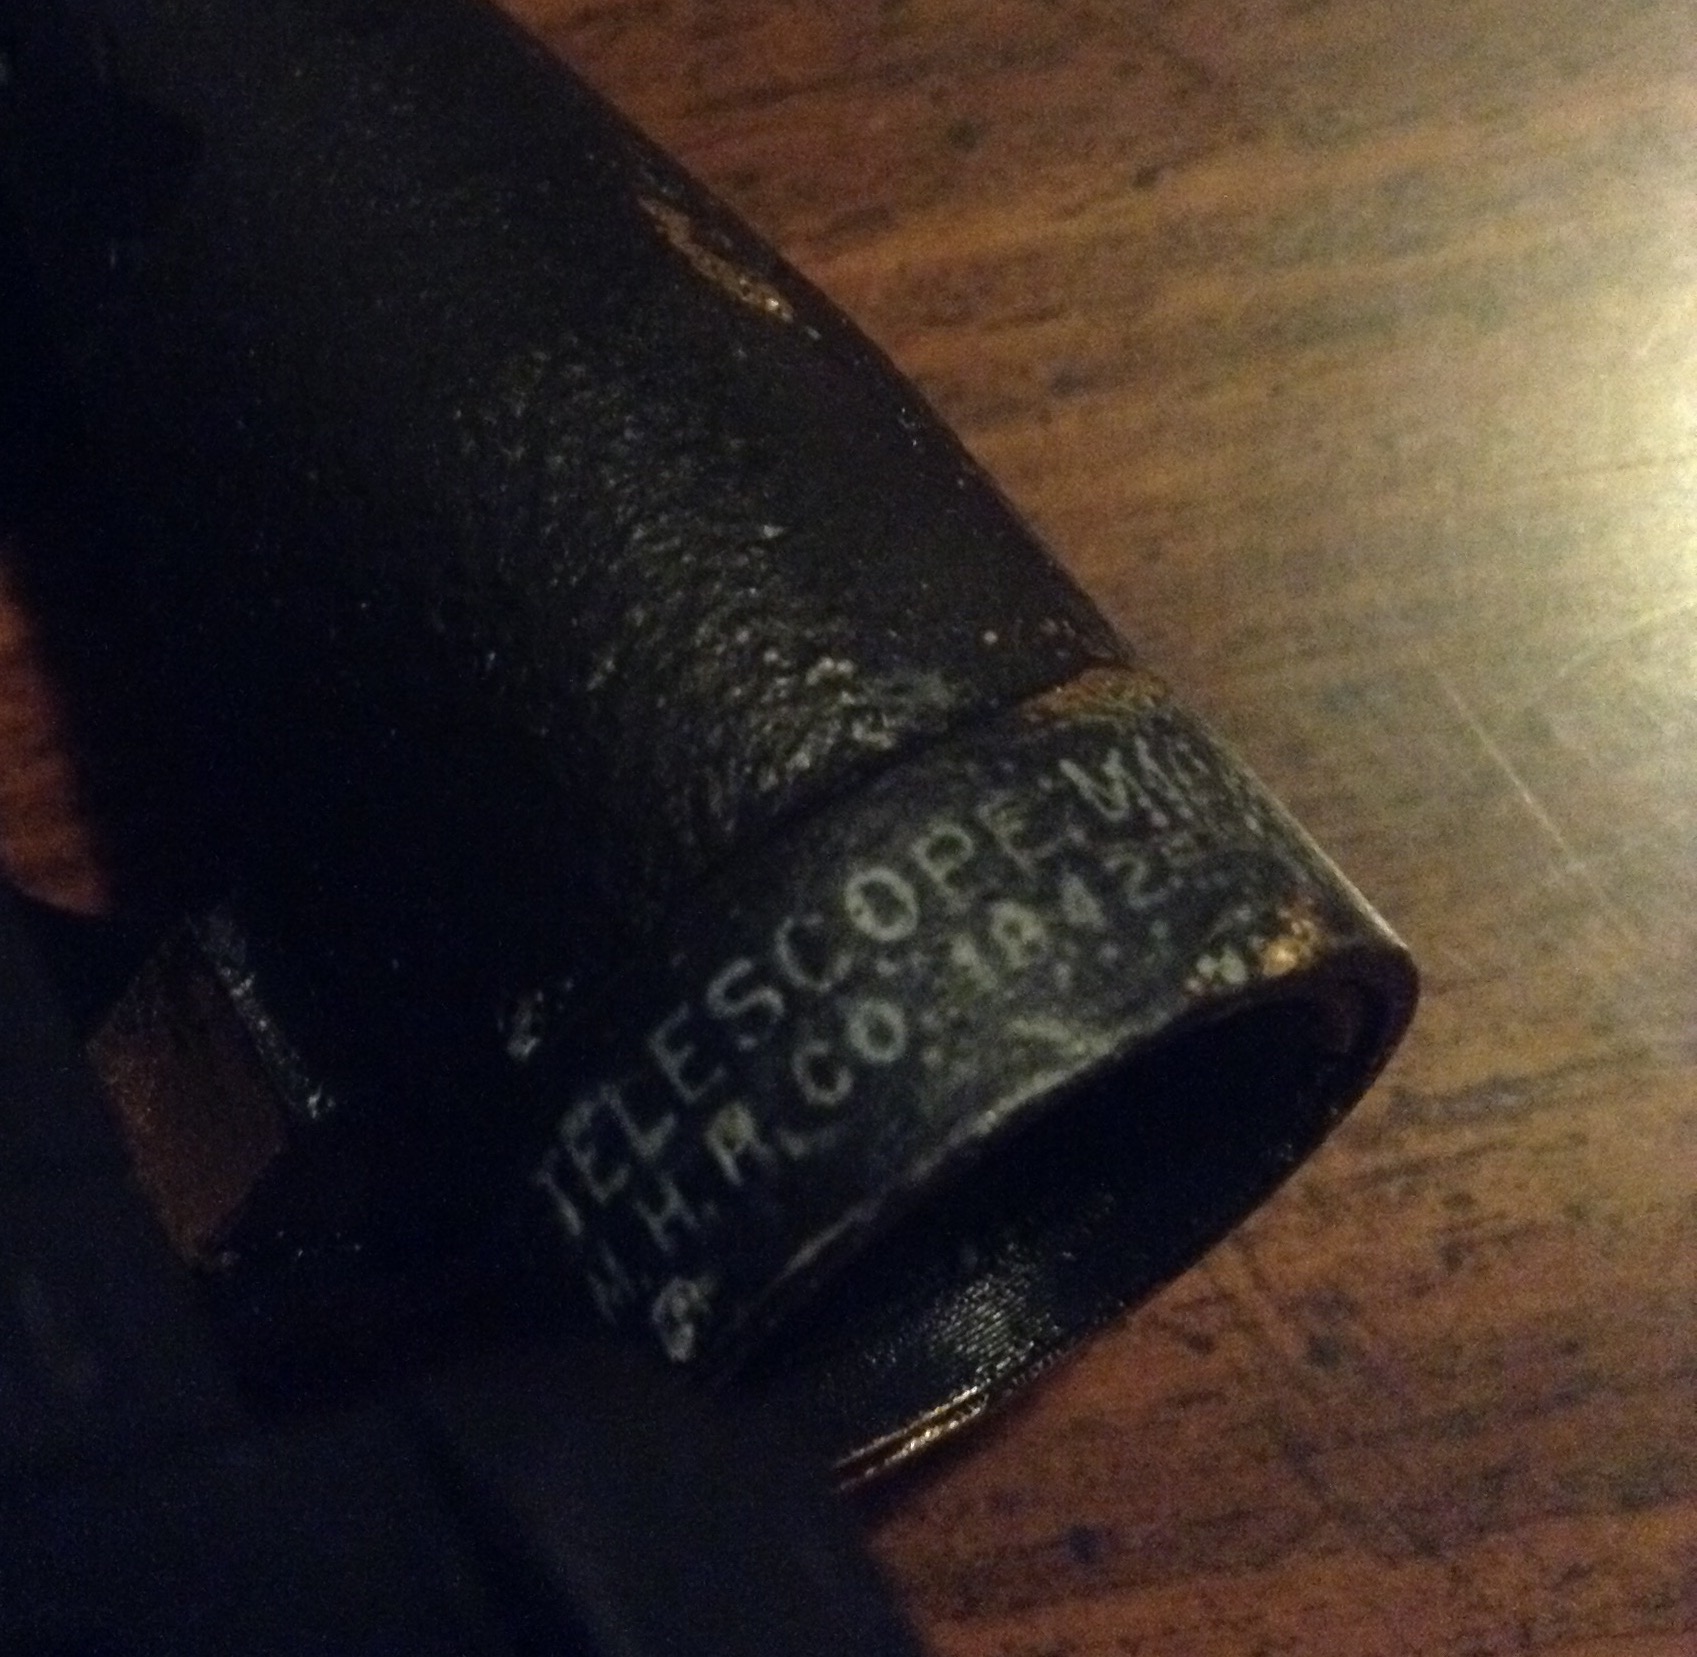 TELESCOPE
M. H. R. CO. 1942